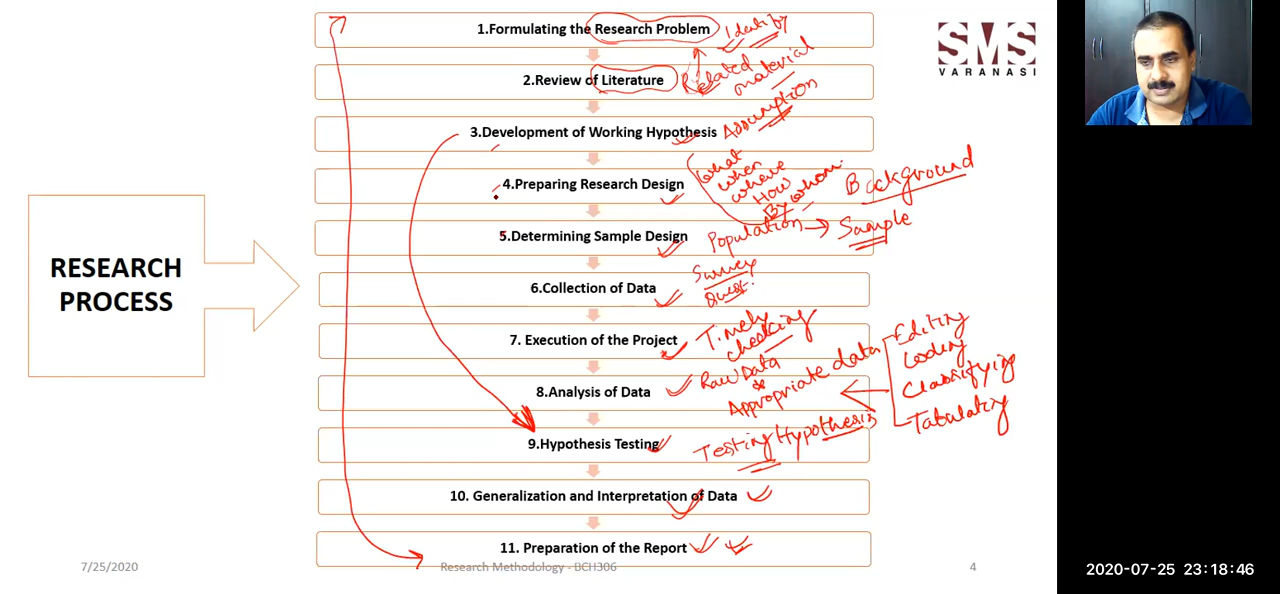 1.Formulating the Research Problem
Identify
2.Review of Literature
Related
material
3.Development of Working Hypothesis
Assumption
4.Preparing Research Design
What
when
where
How
By whom
Background
5.Determining Sample Design
Population → Sample
6.Collection of Data
Survey
Quest.
7. Execution of the Project
Timely
checking
8.Analysis of Data
Raw Data
Appropriate data
Editing
Coding
Classifying
Tabulating
9.Hypothesis Testing
Testing Hypothesis
10. Generalization and Interpretation of Data
11. Preparation of the Report
RESEARCH
PROCESS
SMS
VARANASI
7/25/2020
Research Methodology - BCH306
4
2020-07-25 23:18:46